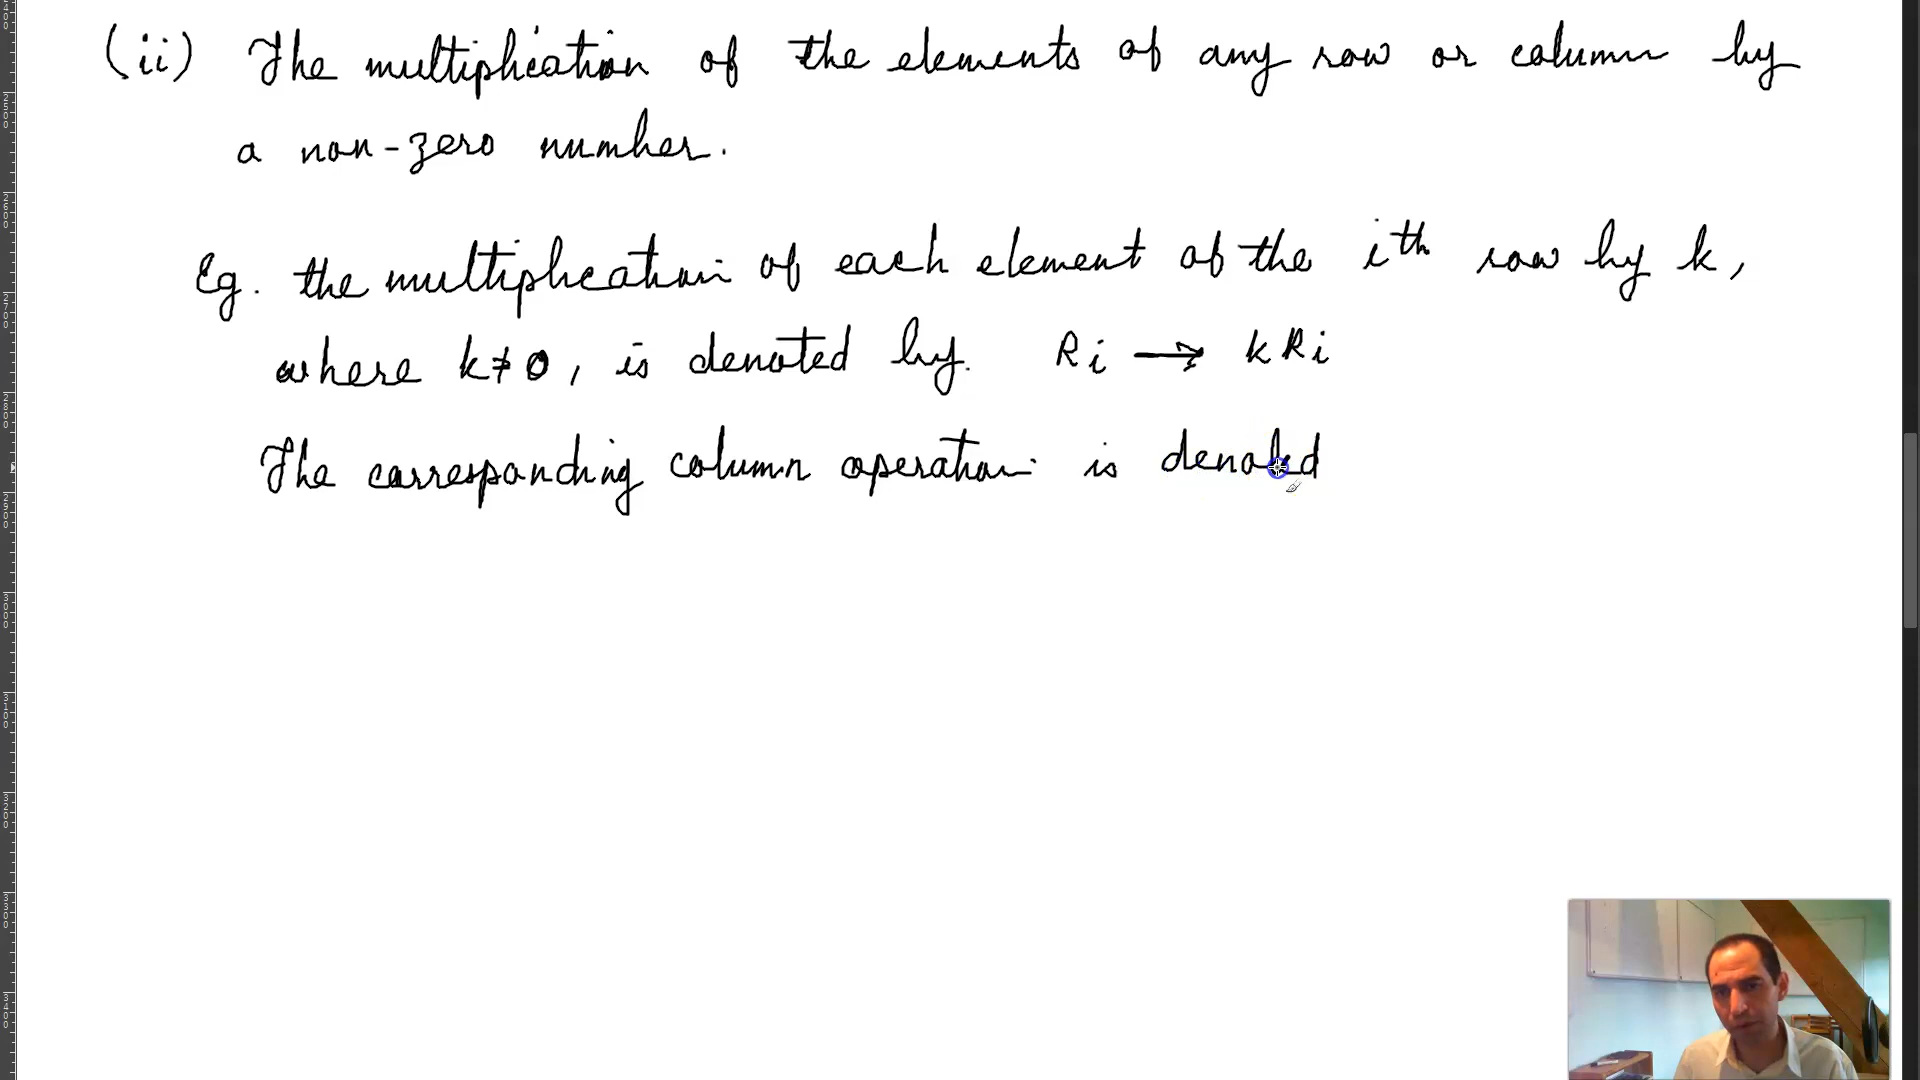 (ii) The multiplication of the elements of any row or column by
a non-zero number.
Eg. the multiplication of each element of the ith row by k,
where k≠0, is denoted by. Ri → kRi
The corresponding column operation is denoted